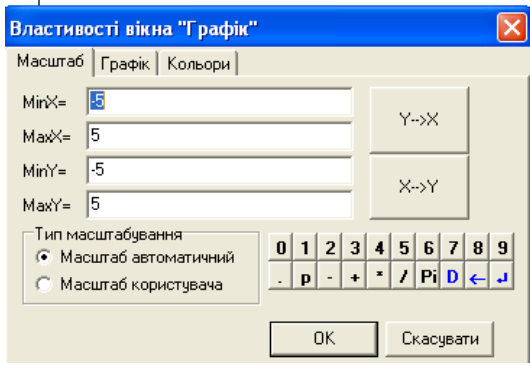 Властивості вікна "Графік"
Масштаб Графік Кольори
MinX= -5
MaxX= 5
MinY= -5
MaxY= 5
Y-->X
X-->Y
Тип масштабування
Масштаб автоматичний
Масштаб користувача
0 1 2 3 4 5 6 7 8 9
. p - + * / Pi D ← ↲
OK Скасувати